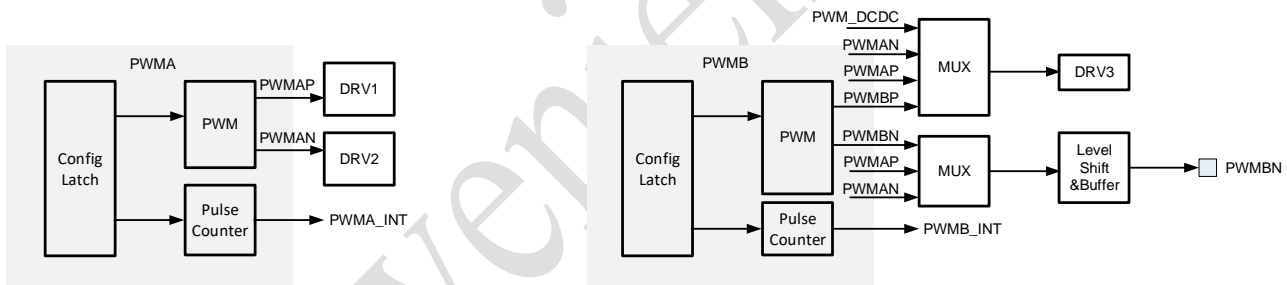 PWMA
Config
Latch
PWM
PWMAP
PWMAN
DRV1
DRV2
Pulse
Counter
PWMA_INT
PWMB
Config
Latch
PWM
PWM_DCDC
PWMAN
PWMAP
PWMBP
MUX
DRV3
PWMBN
PWMAP
PWMAN
MUX
Level
Shift
&Buffer
PWMBN
Pulse
Counter
PWMB_INT